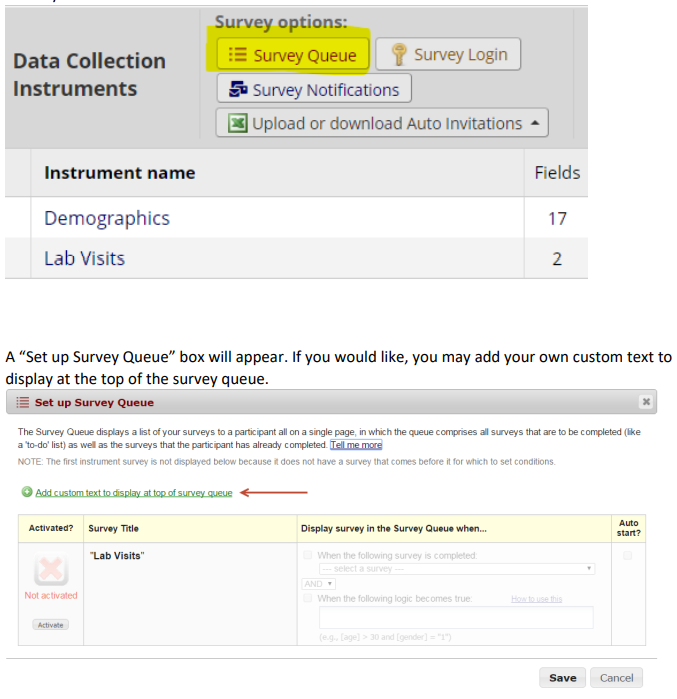 Survey options:
Data Collection Instruments
Survey Queue
Survey Login
Survey Notifications
Upload or download Auto Invitations
Instrument name
Fields
Demographics
17
Lab Visits
2
A “Set up Survey Queue” box will appear. If you would like, you may add your own custom text to
display at the top of the survey queue.
Set up Survey Queue
The Survey Queue displays a list of your surveys to a participant all on a single page, in which the queue comprises all surveys that are to be completed (like
a 'to-do' list) as well as the surveys that the participant has already completed. Tell me more
NOTE: The first instrument survey is not displayed below because it does not have a survey that comes before it for which to set conditions.
Add custom text to display at top of survey queue
Activated?
Survey Title
Display survey in the Survey Queue when...
Auto
start?
"Lab Visits"
Not activated
Activate
When the following survey is completed:
--- select a survey ---
AND
When the following logic becomes true:
How to use this
(e.g., [age] > 30 and [gender] = "1")
Save
Cancel